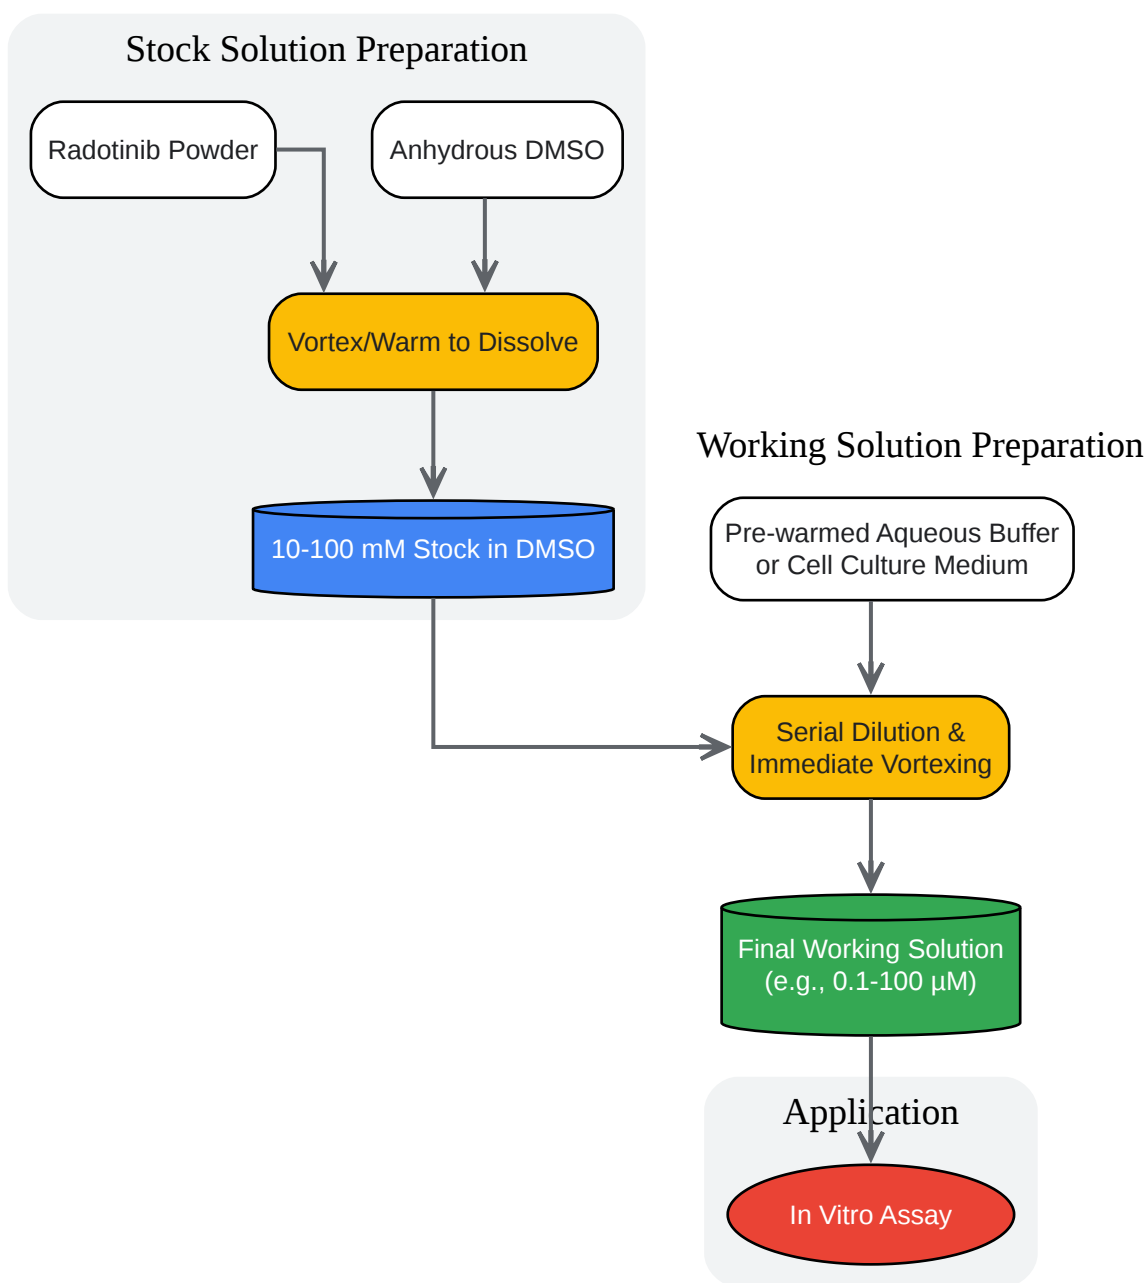 Stock Solution Preparation
Radotinib Powder
Anhydrous DMSO
Vortex/Warm to Dissolve
10-100 mM Stock in DMSO
Working Solution Preparation
Pre-warmed Aqueous Buffer
or Cell Culture Medium
Serial Dilution &
Immediate Vortexing
Final Working Solution
(e.g., 0.1-100 µM)
Application
In Vitro Assay